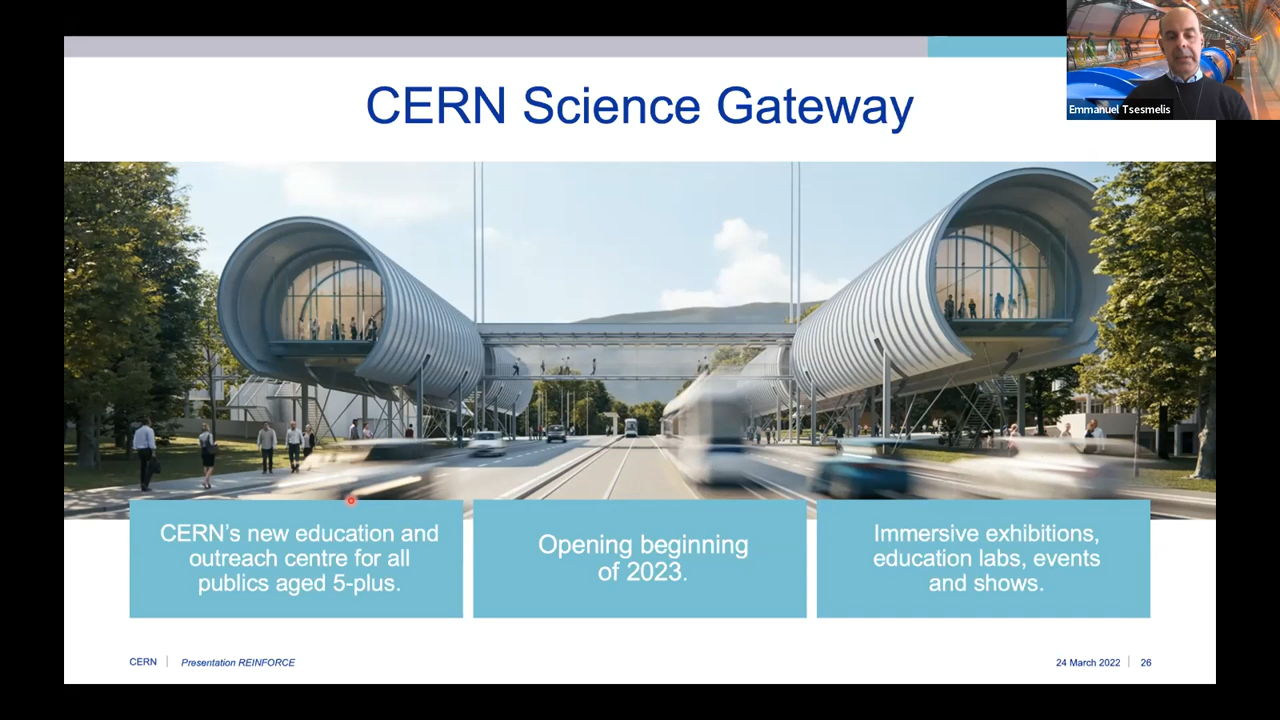 CERN Science Gateway
Emmanuel Tsesmelis
CERN's new education and
outreach centre for all
publics aged 5-plus.
Opening beginning
of 2023.
Immersive exhibitions,
education labs, events
and shows.
CERN
Presentation REINFORCE
24 March 2022
26